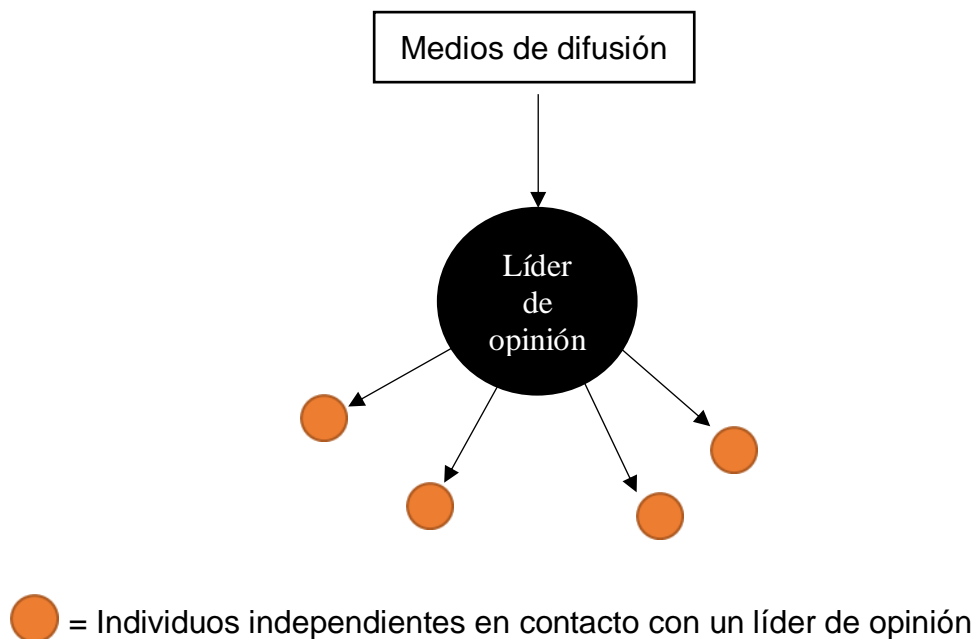 Medios de difusión
Líder
de
opinión
= Individuos independientes en contacto con un líder de opinión